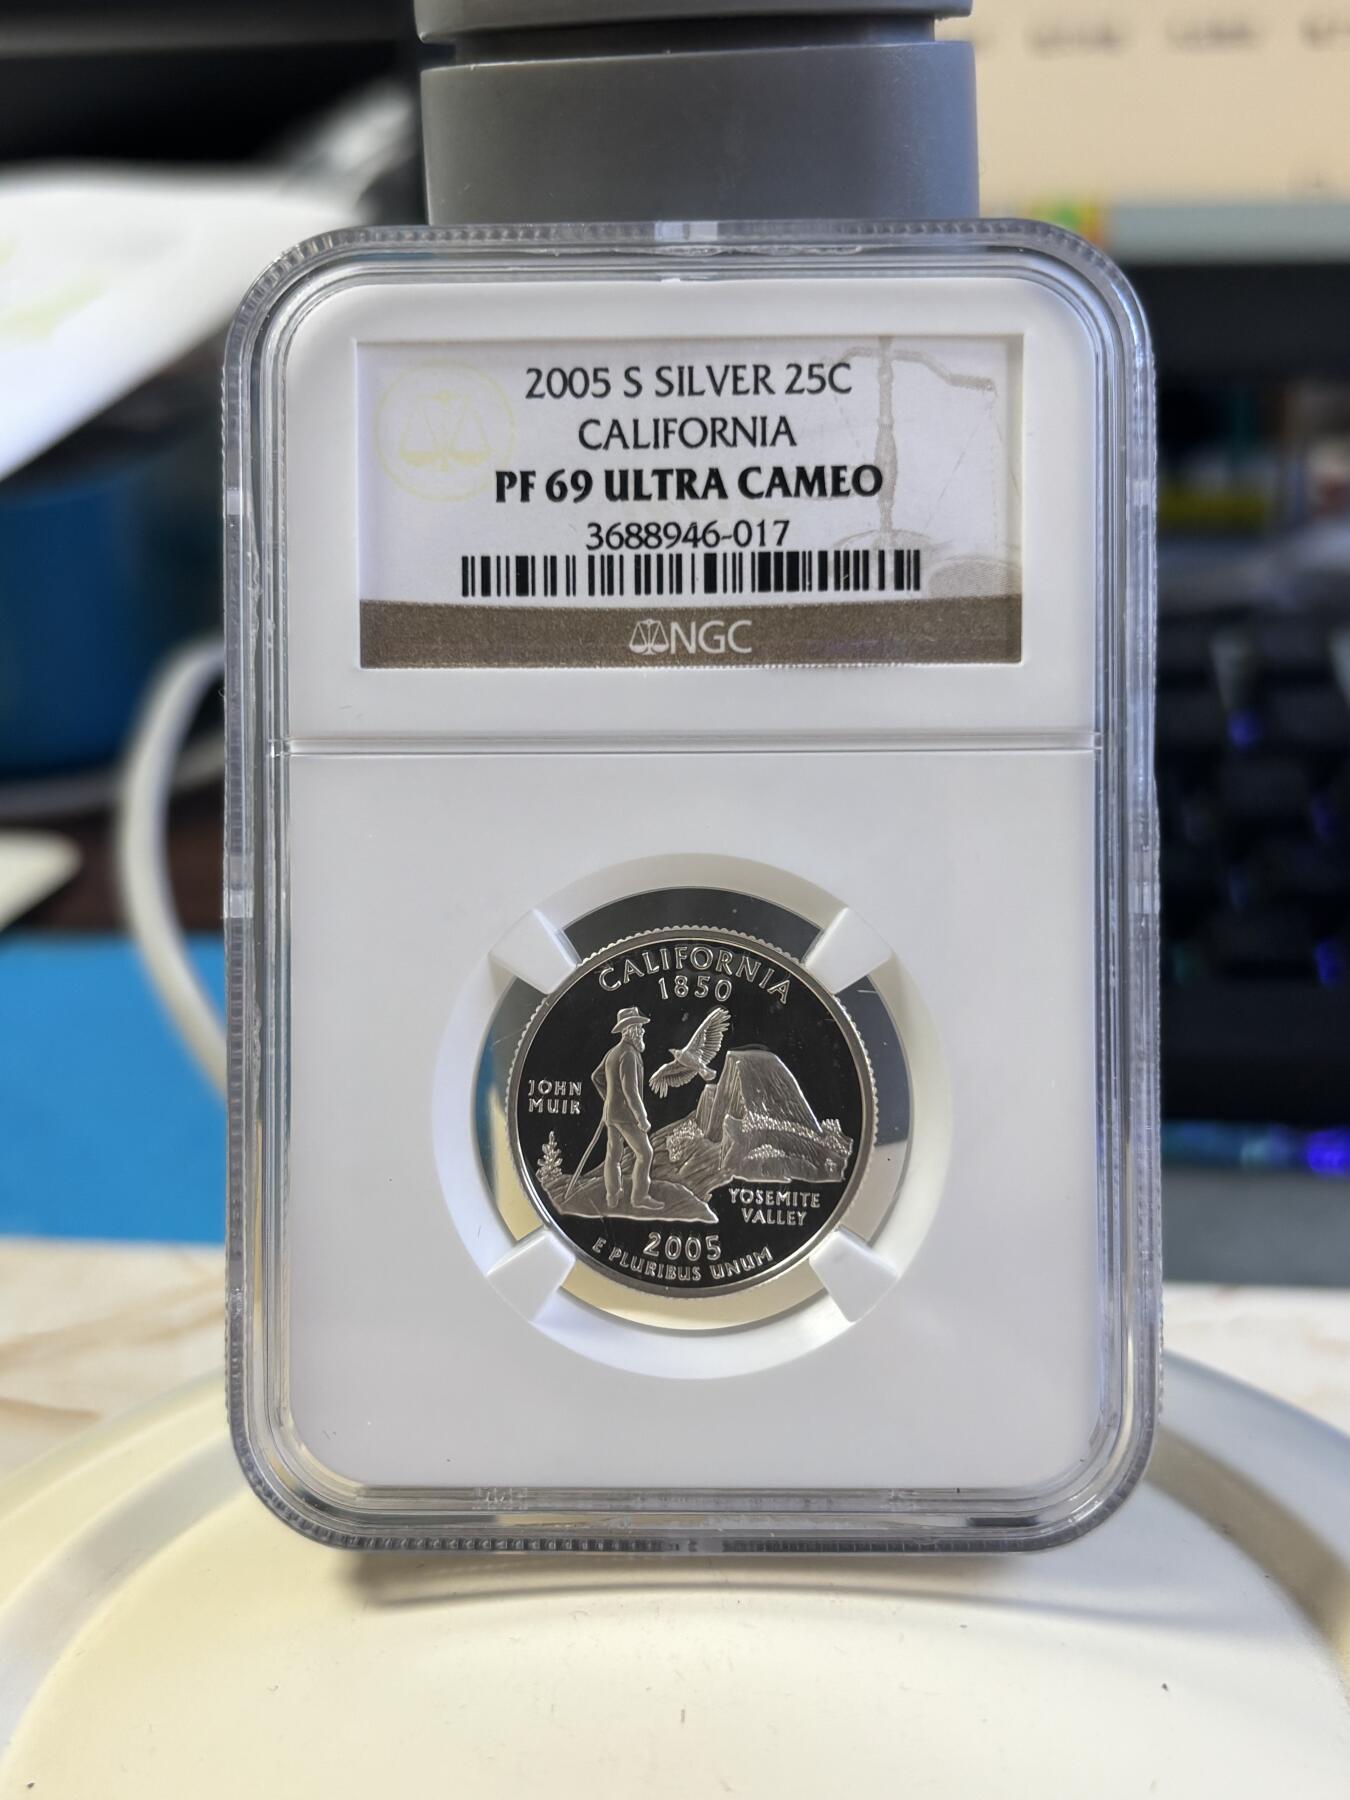 2005 S SILVER 25C
CALIFORNIA
PF 69 ULTRA CAMEO
3688946-017
NGC
CALIFORNIA
1850
JOHN
MUIR
YOSEMITE
VALLEY
2005
E PLURIBUS UNUM